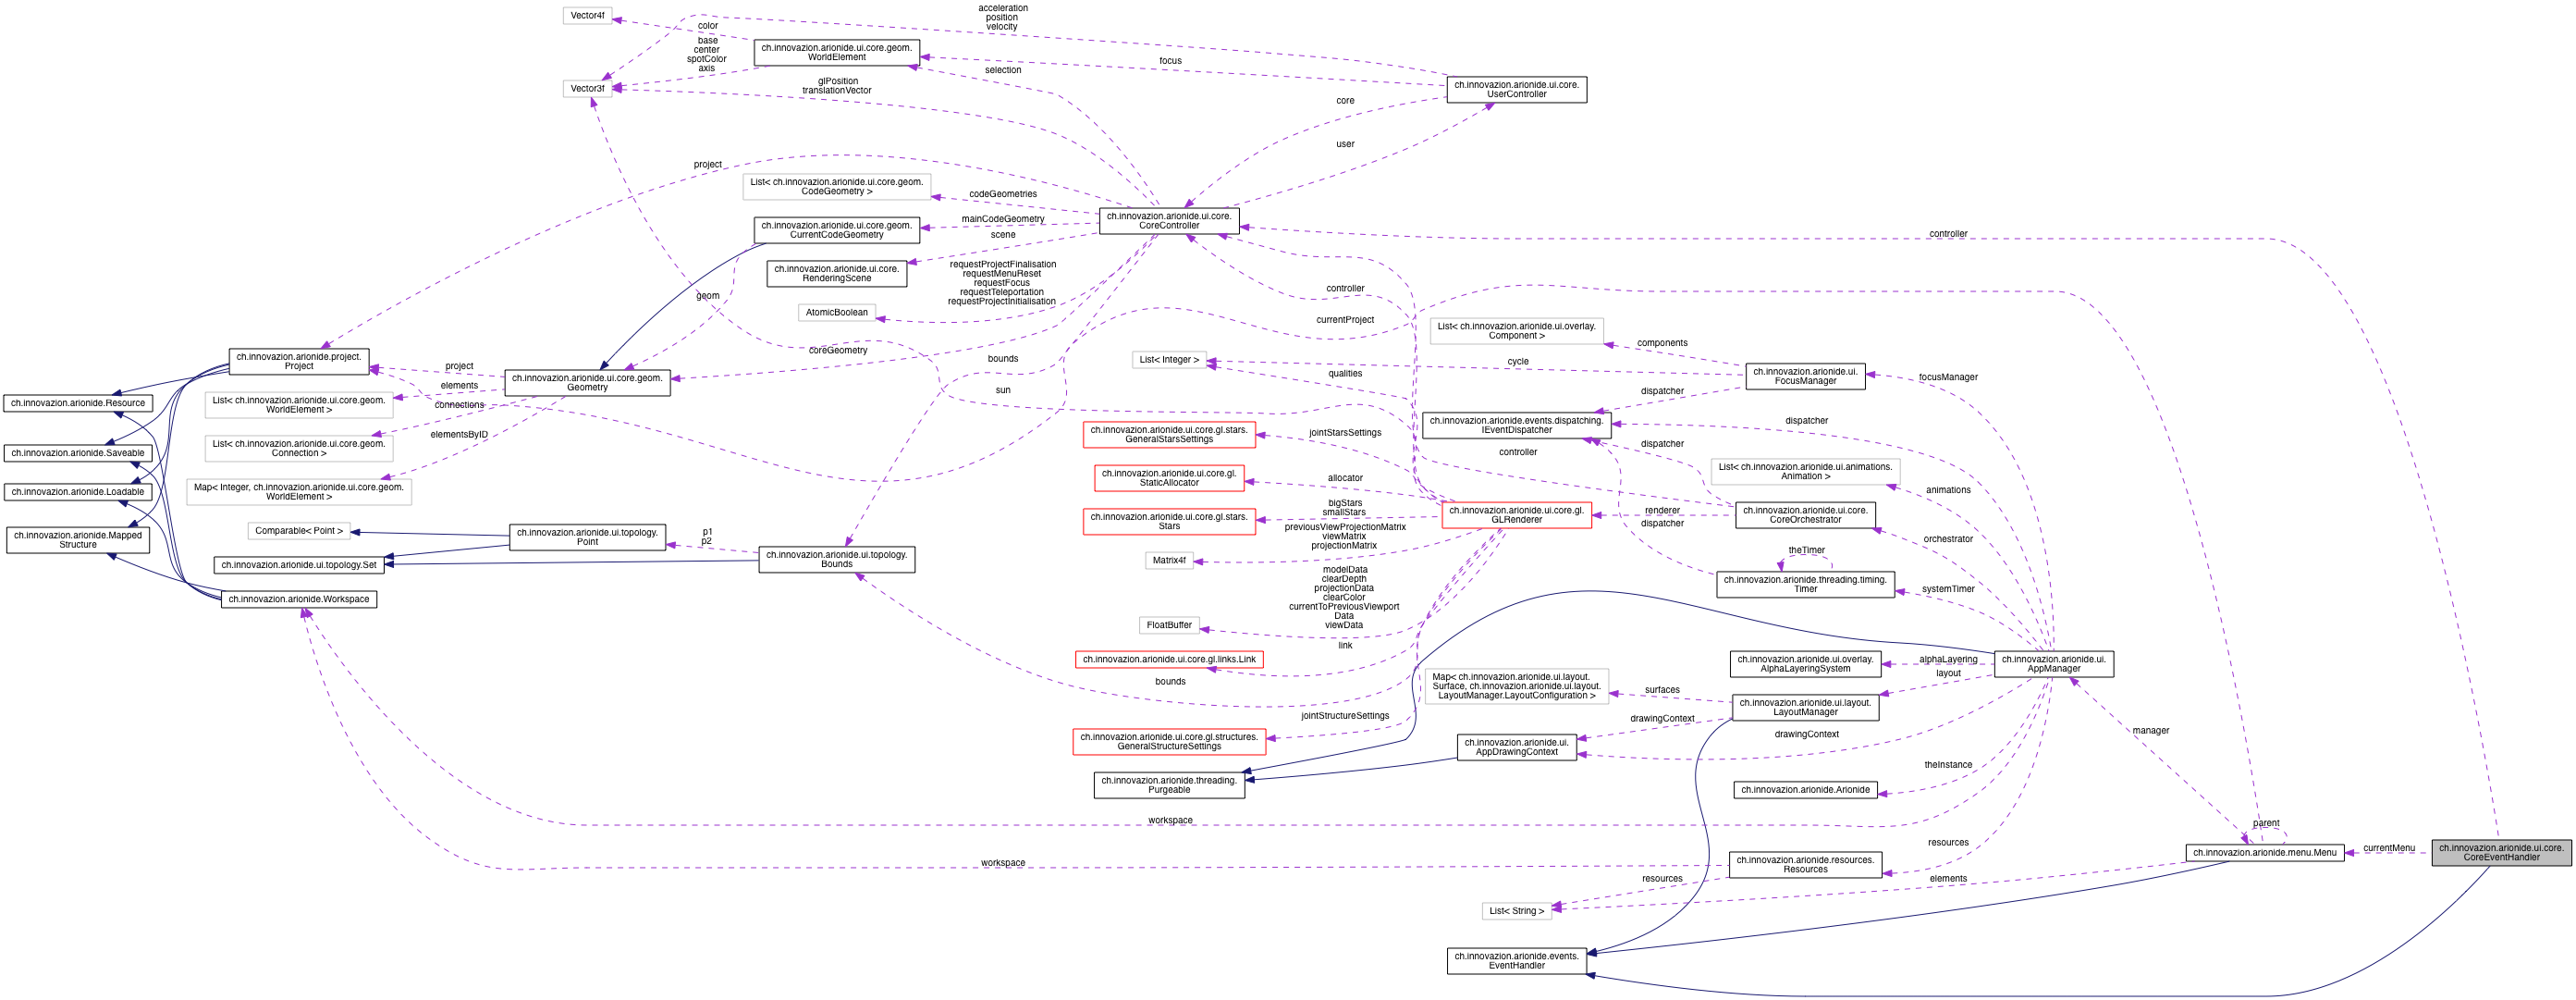 Vector4f
color
base
center
spotColor
axis
Vector3f
ch.innovazion.arionide.ui.core.geom.
WorldElement
glPosition
translationVector
acceleration
position
velocity
selection
focus
ch.innovazion.arionide.ui.core.
UserController
core
user
project
List< ch.innovazion.arionide.ui.core.geom.
CodeGeometry >
codeGeometries
ch.innovazion.arionide.ui.core.geom.
CurrentCodeGeometry
mainCodeGeometry
scene
ch.innovazion.arionide.ui.core.
RenderingScene
ch.innovazion.arionide.ui.core.
CoreController
controller
requestProjectFinalisation
requestMenuReset
requestFocus
requestTeleportation
requestProjectInitialisation
AtomicBoolean
geom
controller
currentProject
coreGeometry
bounds
sun
List< Integer >
cycle
qualities
List< ch.innovazion.arionide.ui.overlay.
Component >
components
ch.innovazion.arionide.ui.
FocusManager
focusManager
dispatcher
ch.innovazion.arionide.events.dispatching.
IEventDispatcher
dispatcher
dispatcher
controller
List< ch.innovazion.arionide.ui.animations.
Animation >
animations
ch.innovazion.arionide.project.
Project
project
elements
connections
elementsByID
ch.innovazion.arionide.ui.core.geom.
Geometry
ch.innovazion.arionide.Resource
List< ch.innovazion.arionide.ui.core.geom.
WorldElement >
ch.innovazion.arionide.Saveable
List< ch.innovazion.arionide.ui.core.geom.
Connection >
ch.innovazion.arionide.Loadable
Map< Integer, ch.innovazion.arionide.ui.core.geom.
WorldElement >
ch.innovazion.arionide.Mapped
Structure
Comparable< Point >
ch.innovazion.arionide.ui.topology.
Point
p1
p2
ch.innovazion.arionide.ui.topology.Set
ch.innovazion.arionide.ui.topology.
Bounds
ch.innovazion.arionide.Workspace
ch.innovazion.arionide.ui.core.gl.stars.
GeneralStarsSettings
jointStarsSettings
ch.innovazion.arionide.ui.core.gl.
StaticAllocator
allocator
ch.innovazion.arionide.ui.core.gl.stars.
Stars
bigStars
smallStars
previousViewProjectionMatrix
viewMatrix
projectionMatrix
Matrix4f
ch.innovazion.arionide.ui.core.gl.
GLRenderer
renderer
dispatcher
ch.innovazion.arionide.ui.core.
CoreOrchestrator
orchestrator
theTimer
ch.innovazion.arionide.threading.timing.
Timer
systemTimer
modelData
clearDepth
projectionData
clearColor
currentToPreviousViewport
Data
viewData
FloatBuffer
link
ch.innovazion.arionide.ui.core.gl.links.Link
bounds
jointStructureSettings
ch.innovazion.arionide.ui.core.gl.structures.
GeneralStructureSettings
Map< ch.innovazion.arionide.ui.layout.
Surface, ch.innovazion.arionide.ui.layout.
LayoutManager.LayoutConfiguration >
surfaces
ch.innovazion.arionide.ui.overlay.
AlphaLayeringSystem
alphaLayering
layout
ch.innovazion.arionide.ui.
AppManager
ch.innovazion.arionide.ui.layout.
LayoutManager
drawingContext
drawingContext
ch.innovazion.arionide.ui.
AppDrawingContext
manager
ch.innovazion.arionide.threading.
Purgeable
theInstance
ch.innovazion.arionide.Arionide
workspace
workspace
resources
ch.innovazion.arionide.resources.
Resources
resources
elements
List< String >
parent
ch.innovazion.arionide.menu.Menu
currentMenu
ch.innovazion.arionide.ui.core.
CoreEventHandler
ch.innovazion.arionide.events.
EventHandler